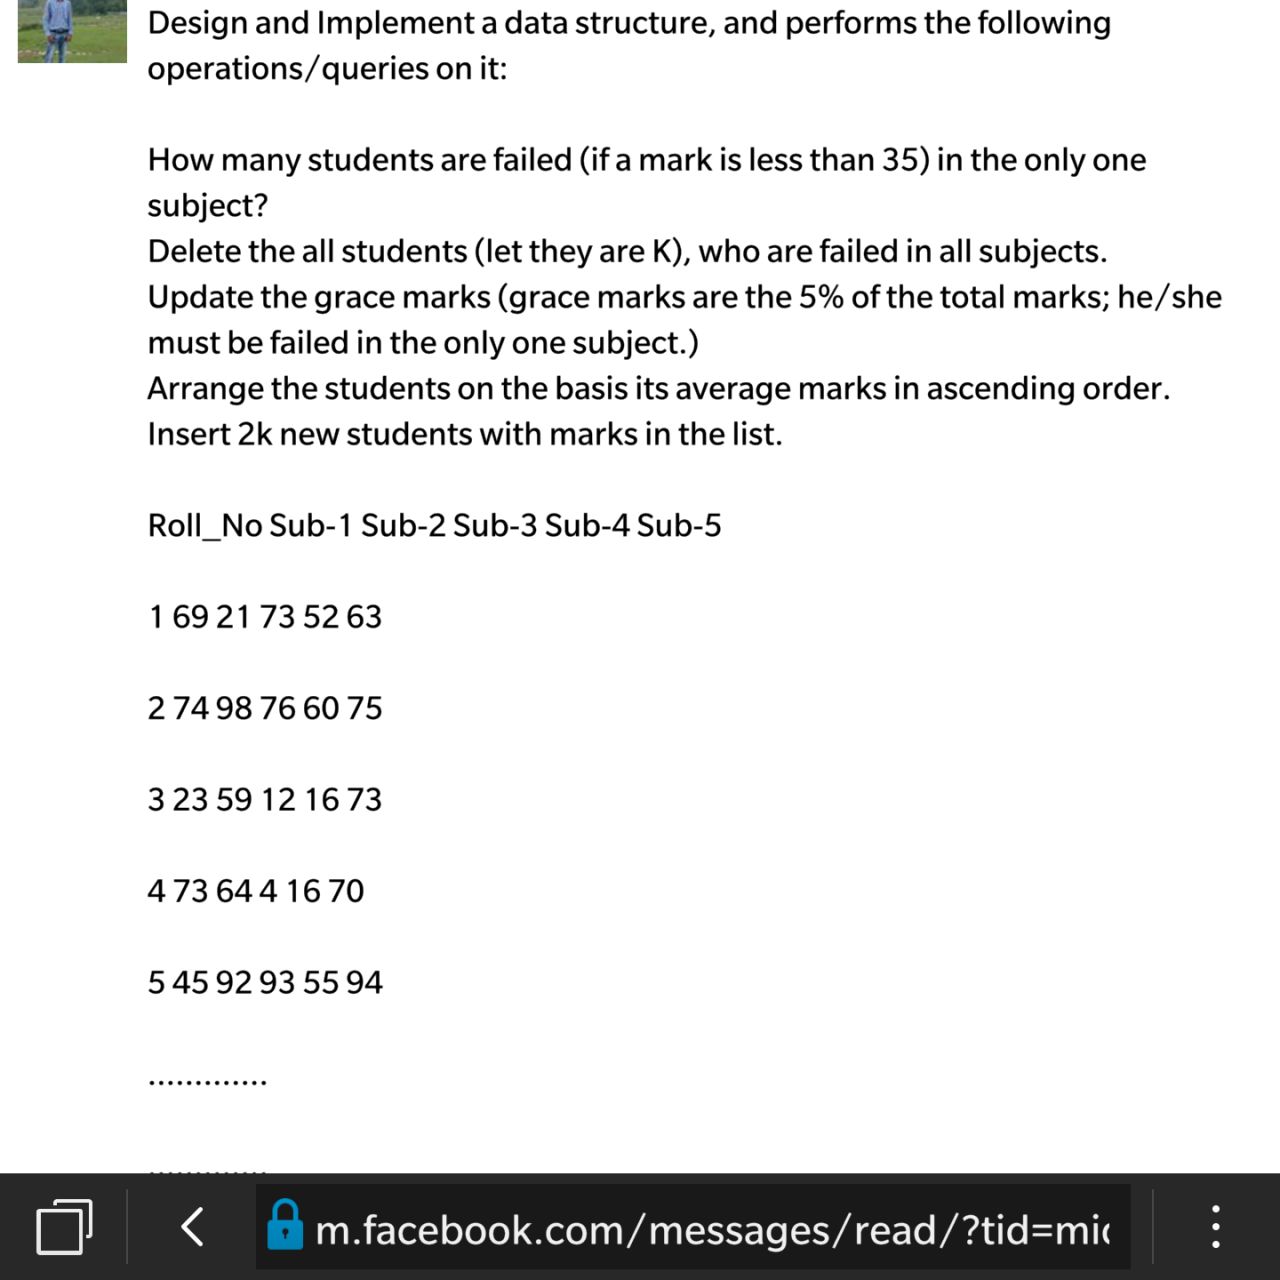 Design and Implement a data structure, and performs the following
operations/queries on it:
How many students are failed (if a mark is less than 35) in the only one
subject?
Delete the all students (let they are K), who are failed in all subjects.
Update the grace marks (grace marks are the 5% of the total marks; he/she
must be failed in the only one subject.)
Arrange the students on the basis its average marks in ascending order.
Insert 2k new students with marks in the list.
Roll_No Sub-1 Sub-2 Sub-3 Sub-4 Sub-5
1 69 21 73 52 63
2 74 98 76 60 75
3 23 59 12 16 73
4 73 64 4 16 70
5 45 92 93 55 94
.............
.............
m.facebook.com/messages/read/?tid=mic